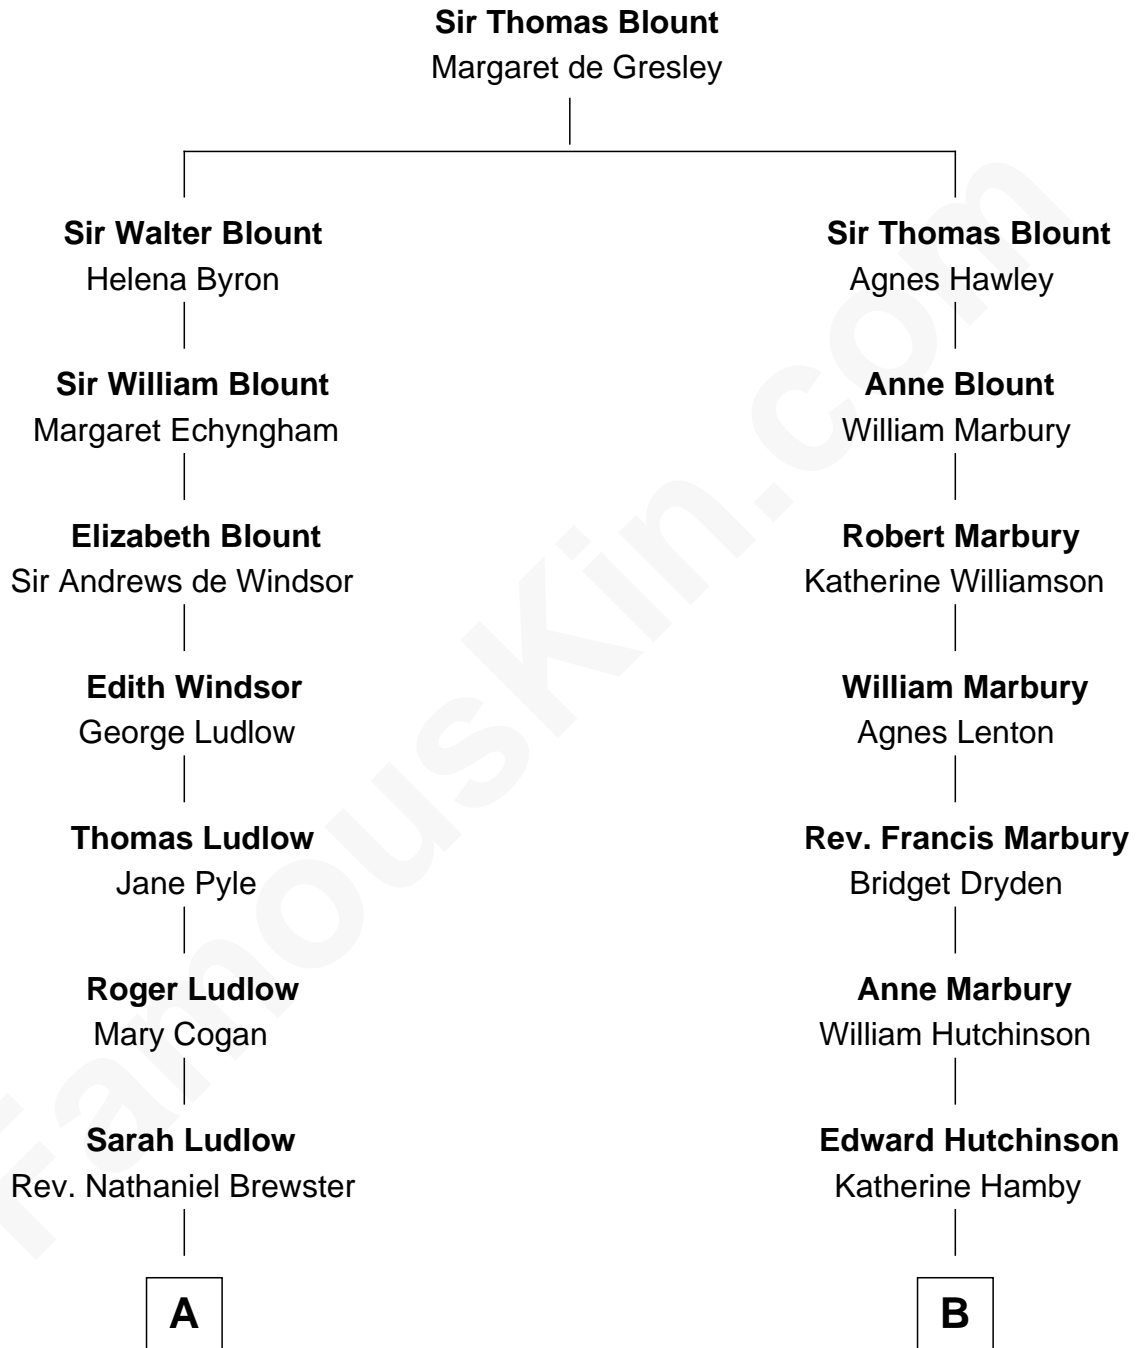 Sir Thomas Blount
Margaret de Gresley
Sir Walter Blount
Helena Byron
Sir Thomas Blount
Agnes Hawley
Sir William Blount
Margaret Echyngham
Anne Blount
William Marbury
Elizabeth Blount
Sir Andrews de Windsor
Robert Marbury
Katherine Williamson
Edith Windsor
George Ludlow
William Marbury
Agnes Lenton
Thomas Ludlow
Jane Pyle
Rev. Francis Marbury
Bridget Dryden
Roger Ludlow
Mary Cogan
Anne Marbury
William Hutchinson
Sarah Ludlow
Rev. Nathaniel Brewster
Edward Hutchinson
Katherine Hamby
A
B
FamousKin.com